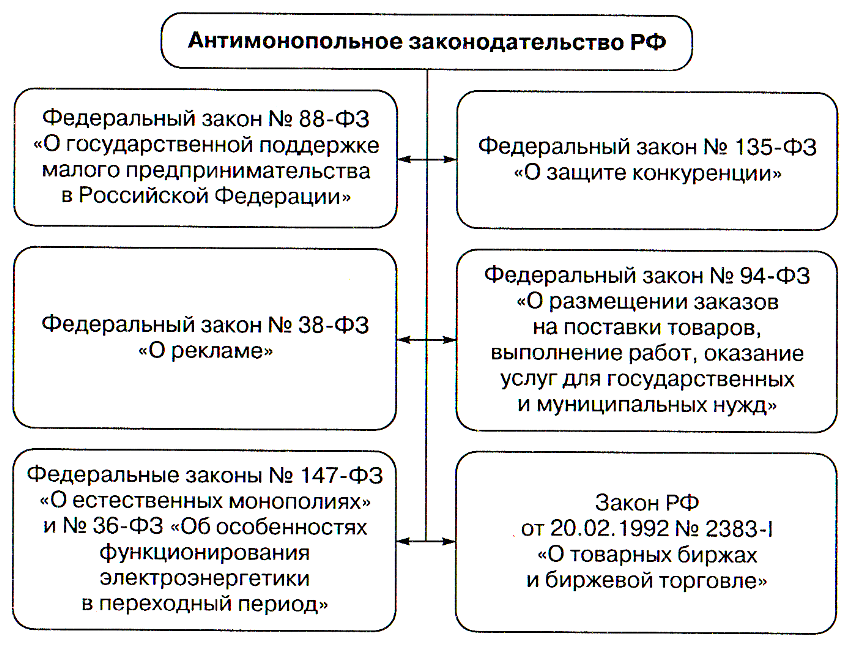 Антимонопольное законодательство РФ
Федеральный закон № 88-ФЗ
«О государственной поддержке
малого предпринимательства
в Российской Федерации»
Федеральный закон № 135-ФЗ
«О защите конкуренции»
Федеральный закон № 38-ФЗ
«О рекламе»
Федеральный закон № 94-ФЗ
«О размещении заказов
на поставки товаров,
выполнение работ, оказание
услуг для государственных
и муниципальных нужд»
Федеральные законы № 147-ФЗ
«О естественных монополиях»
и № 36-ФЗ «Об особенностях
функционирования
электроэнергетики
в переходный период»
Закон РФ
от 20.02.1992 № 2383-I
«О товарных биржах
и биржевой торговле»